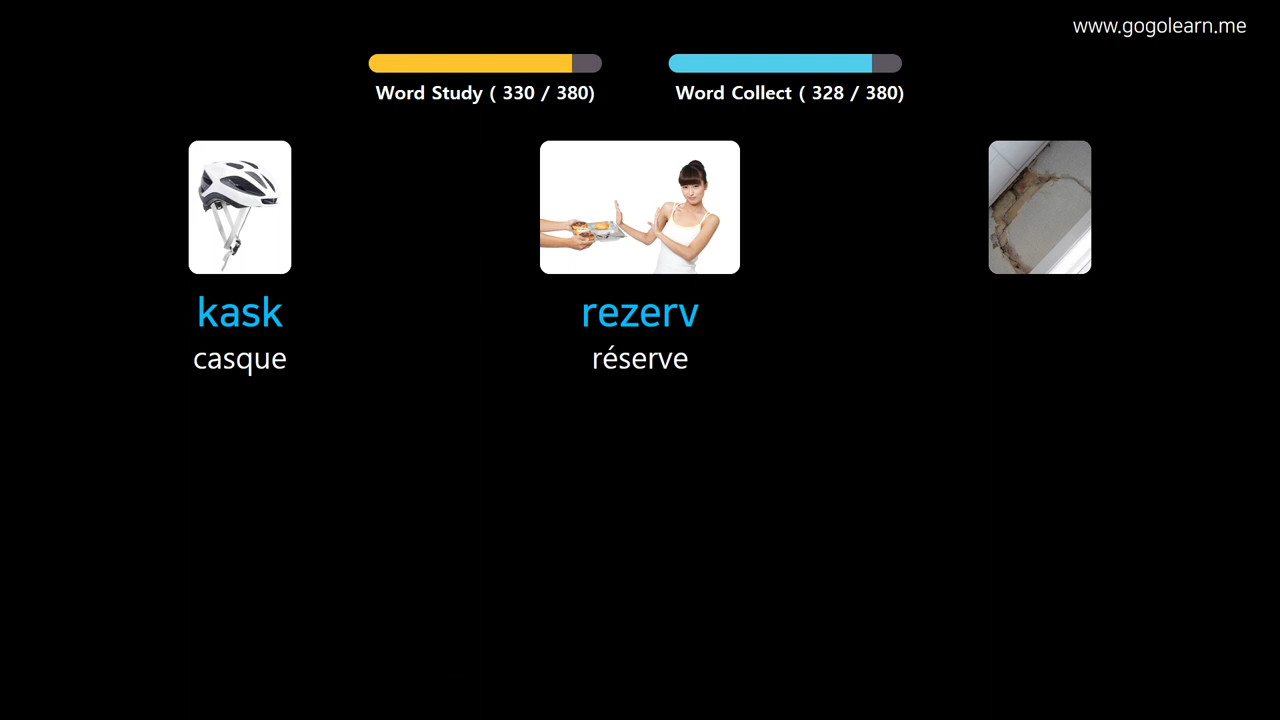 www.gogolearn.me
Word Study ( 330 / 380)
Word Collect ( 328 / 380)
kask
casque
rezerv
réserve